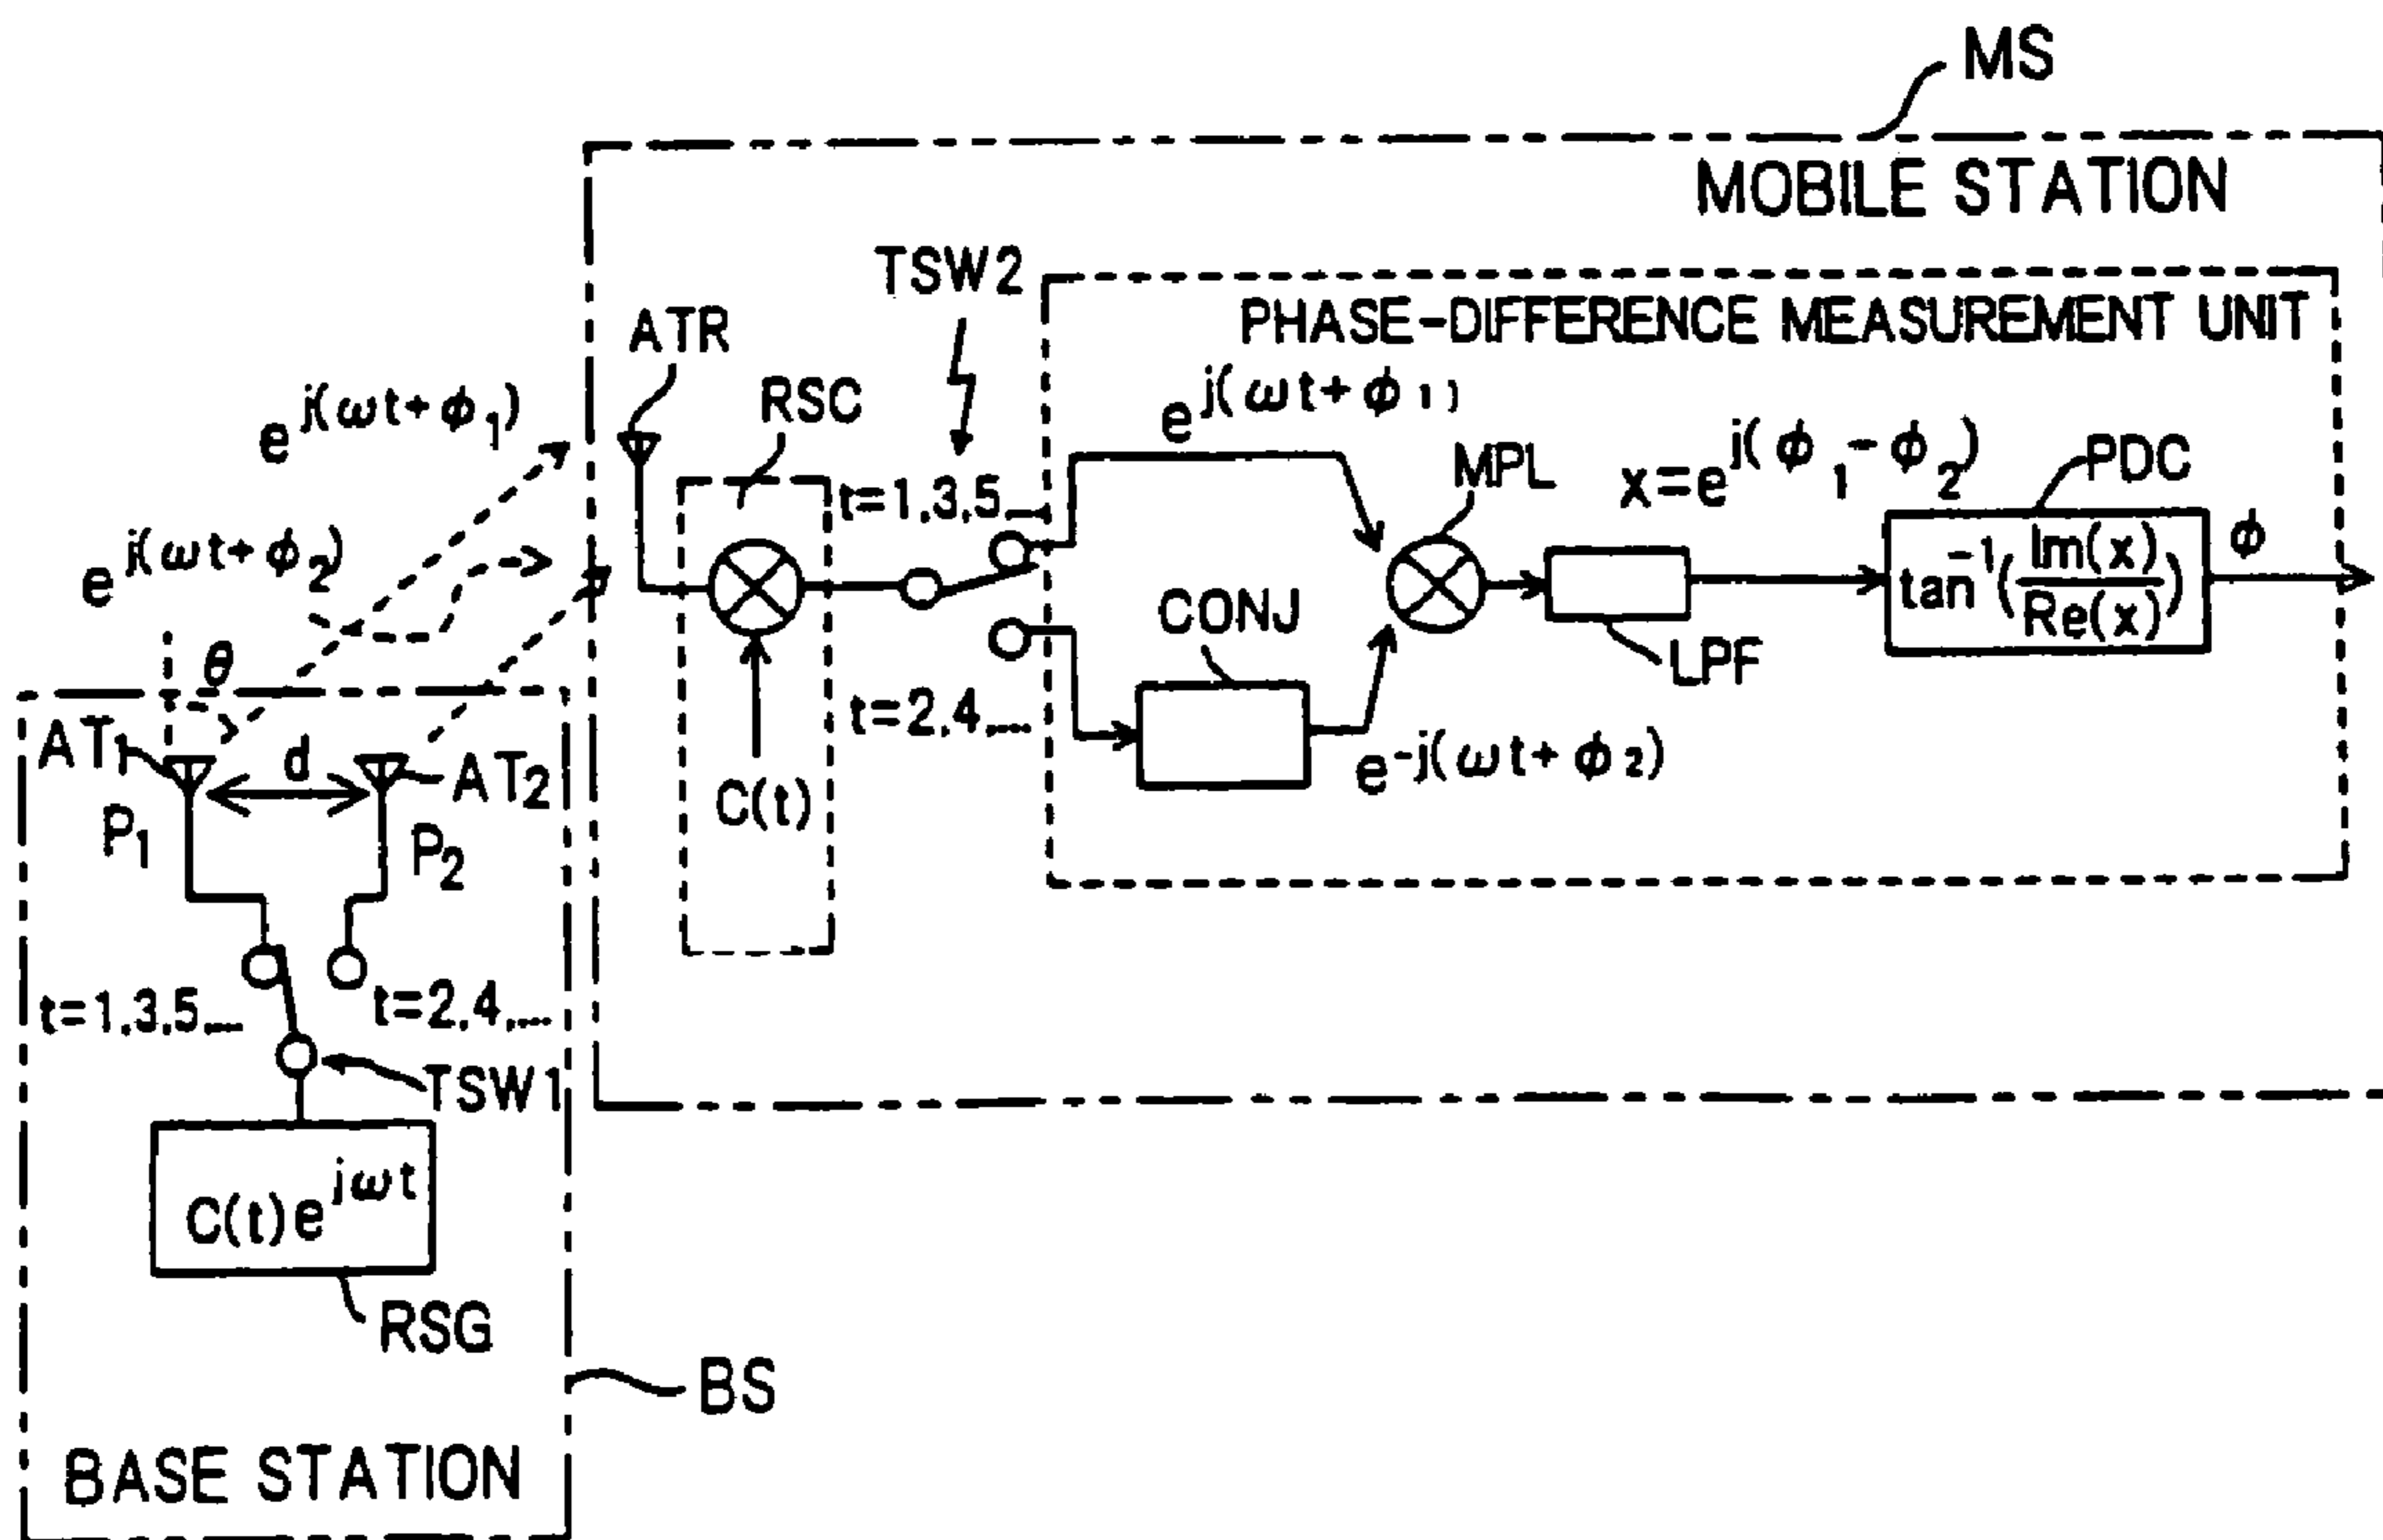 MS
MOBILE STATION
TSW2
PHASE-DIFFERENCE MEASUREMENT UNIT
ATR
RSC
e^j(ωt+ϕ1)
e^j(ωt+ϕ1)
MPL
x=e^j(ϕ1-ϕ2)
PDC
t=1,3,5,...
e^j(ωt+ϕ2)
tan^-1(Im(x)/Re(x))
ϕ
CONJ
LPF
θ
t=2,4,...
e^-j(ωt+ϕ2)
AT1
d
AT2
C(t)
P1
P2
t=1,3,5,...
t=2,4,...
TSW1
C(t)e^jωt
RSG
BS
BASE STATION